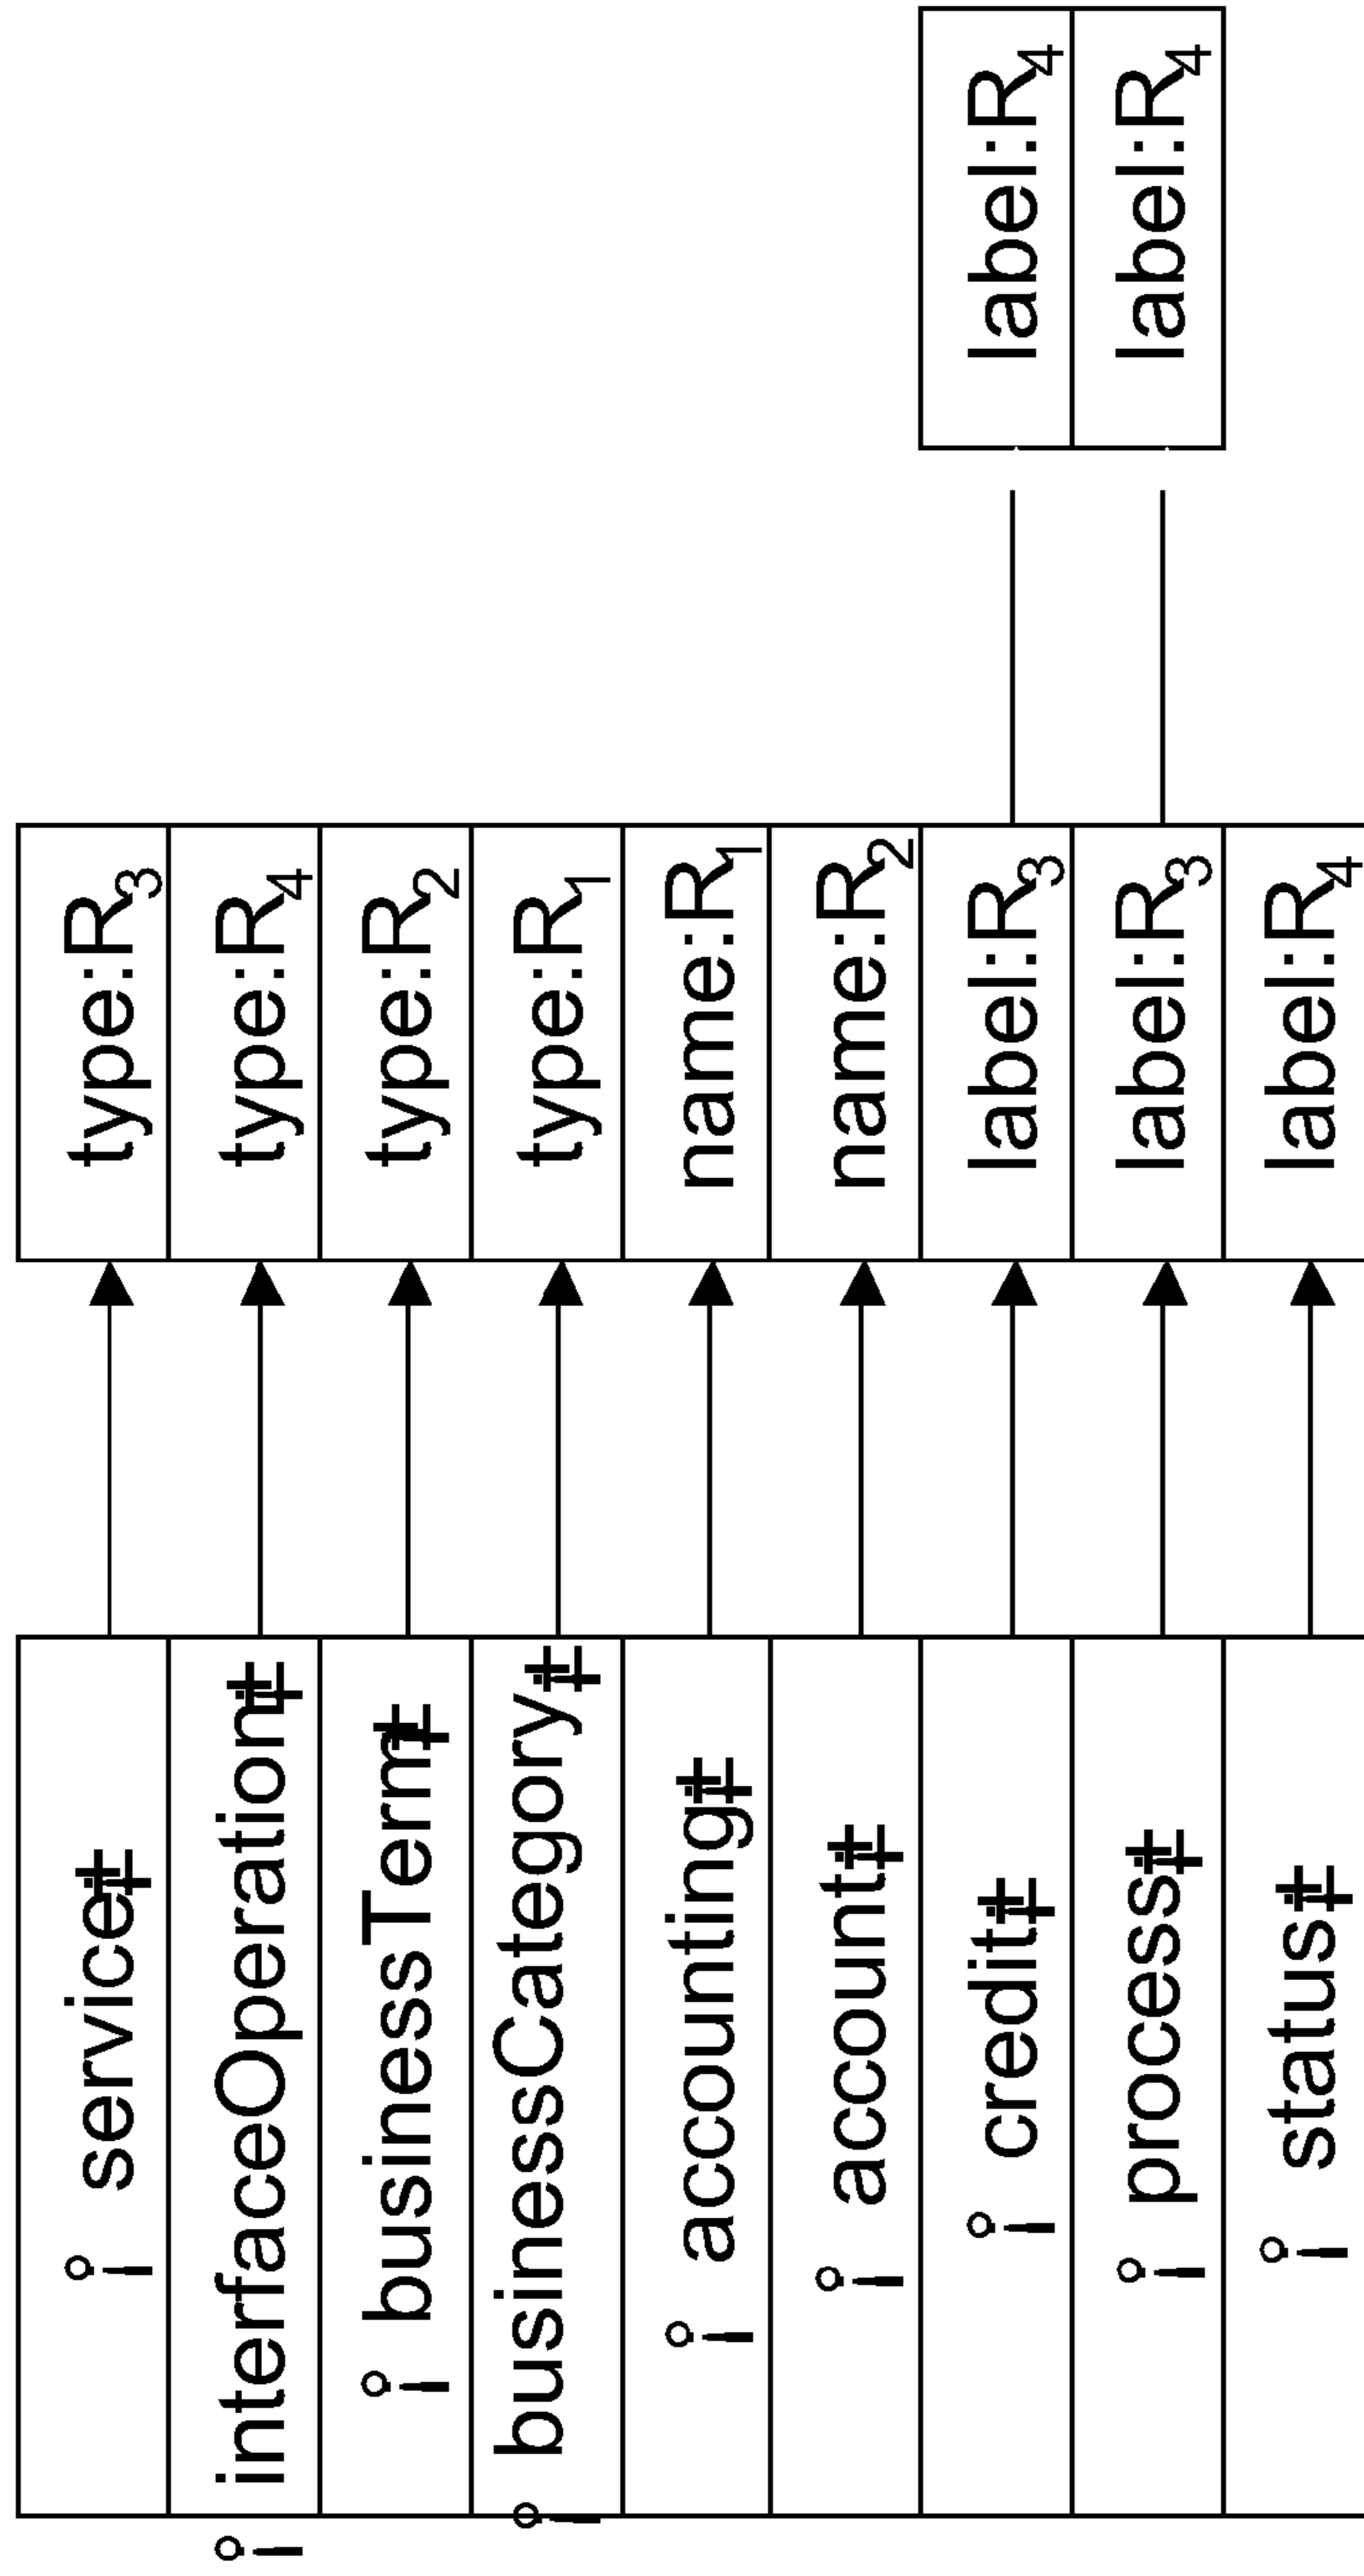 service type:R3
interfaceOperation type:R4
businessTerm type:R2
businessCategory type:R1
accounting name:R1
account name:R2
credit label:R3 label:R4
process label:R3 label:R4
status label:R4